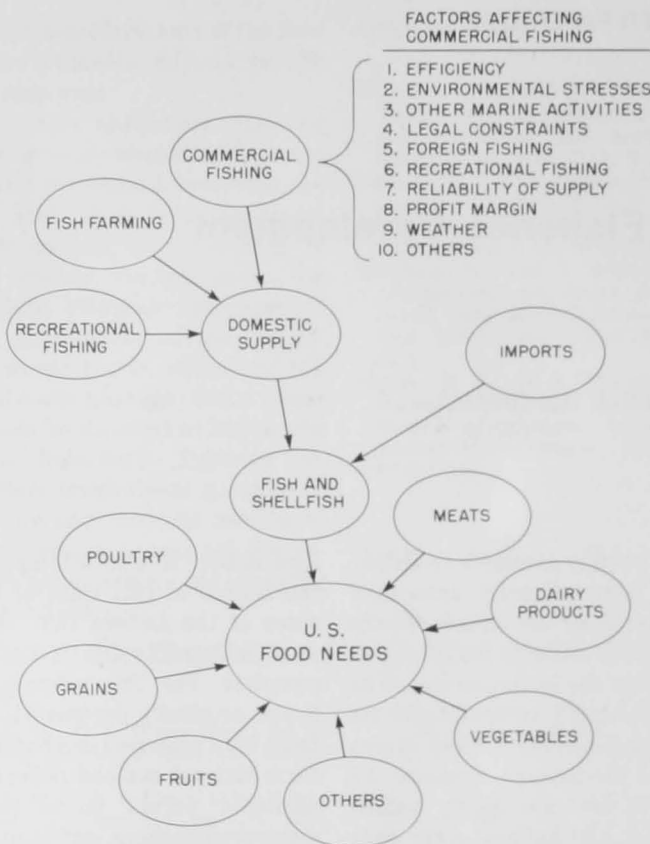 FACTORS AFFECTING
COMMERCIAL FISHING
1. EFFICIENCY
2. ENVIRONMENTAL STRESSES
3. OTHER MARINE ACTIVITIES
4. LEGAL CONSTRAINTS
5. FOREIGN FISHING
6. RECREATIONAL FISHING
7. RELIABILITY OF SUPPLY
8. PROFIT MARGIN
9. WEATHER
10. OTHERS
COMMERCIAL
FISHING
FISH FARMING
RECREATIONAL
FISHING
DOMESTIC
SUPPLY
IMPORTS
FISH AND
SHELLFISH
MEATS
POULTRY
DAIRY
PRODUCTS
U. S.
FOOD NEEDS
GRAINS
VEGETABLES
FRUITS
OTHERS